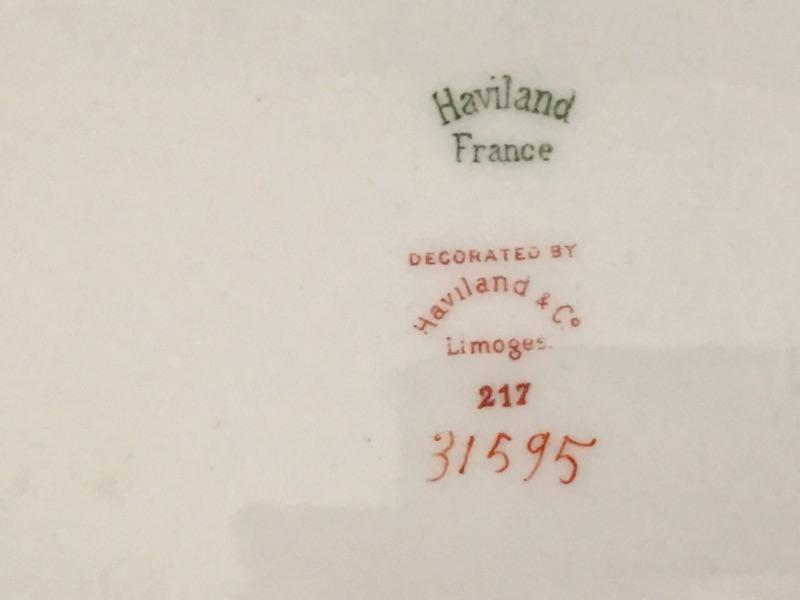 Haviland
France
DECORATED BY
Haviland & Co
Limoges.
217
31595